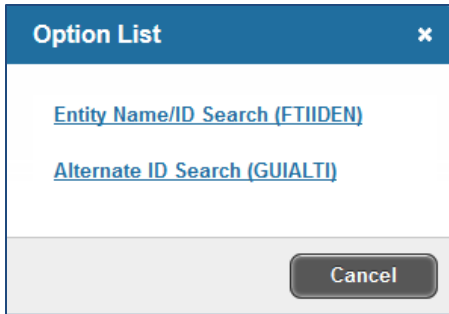 Option List
Entity Name/ID Search (FTIIDEN)
Alternate ID Search (GUIALTI)
Cancel